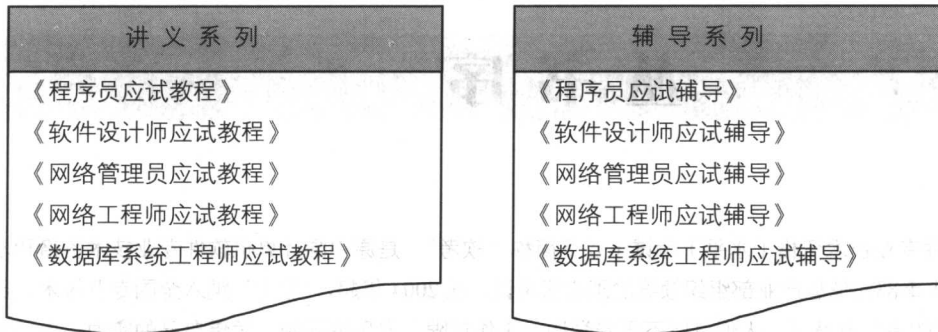 讲义系列
《程序员应试教程》
《软件设计师应试教程》
《网络管理员应试教程》
《网络工程师应试教程》
《数据库系统工程师应试教程》
辅导系列
《程序员应试辅导》
《软件设计师应试辅导》
《网络管理员应试辅导》
《网络工程师应试辅导》
《数据库系统工程师应试辅导》